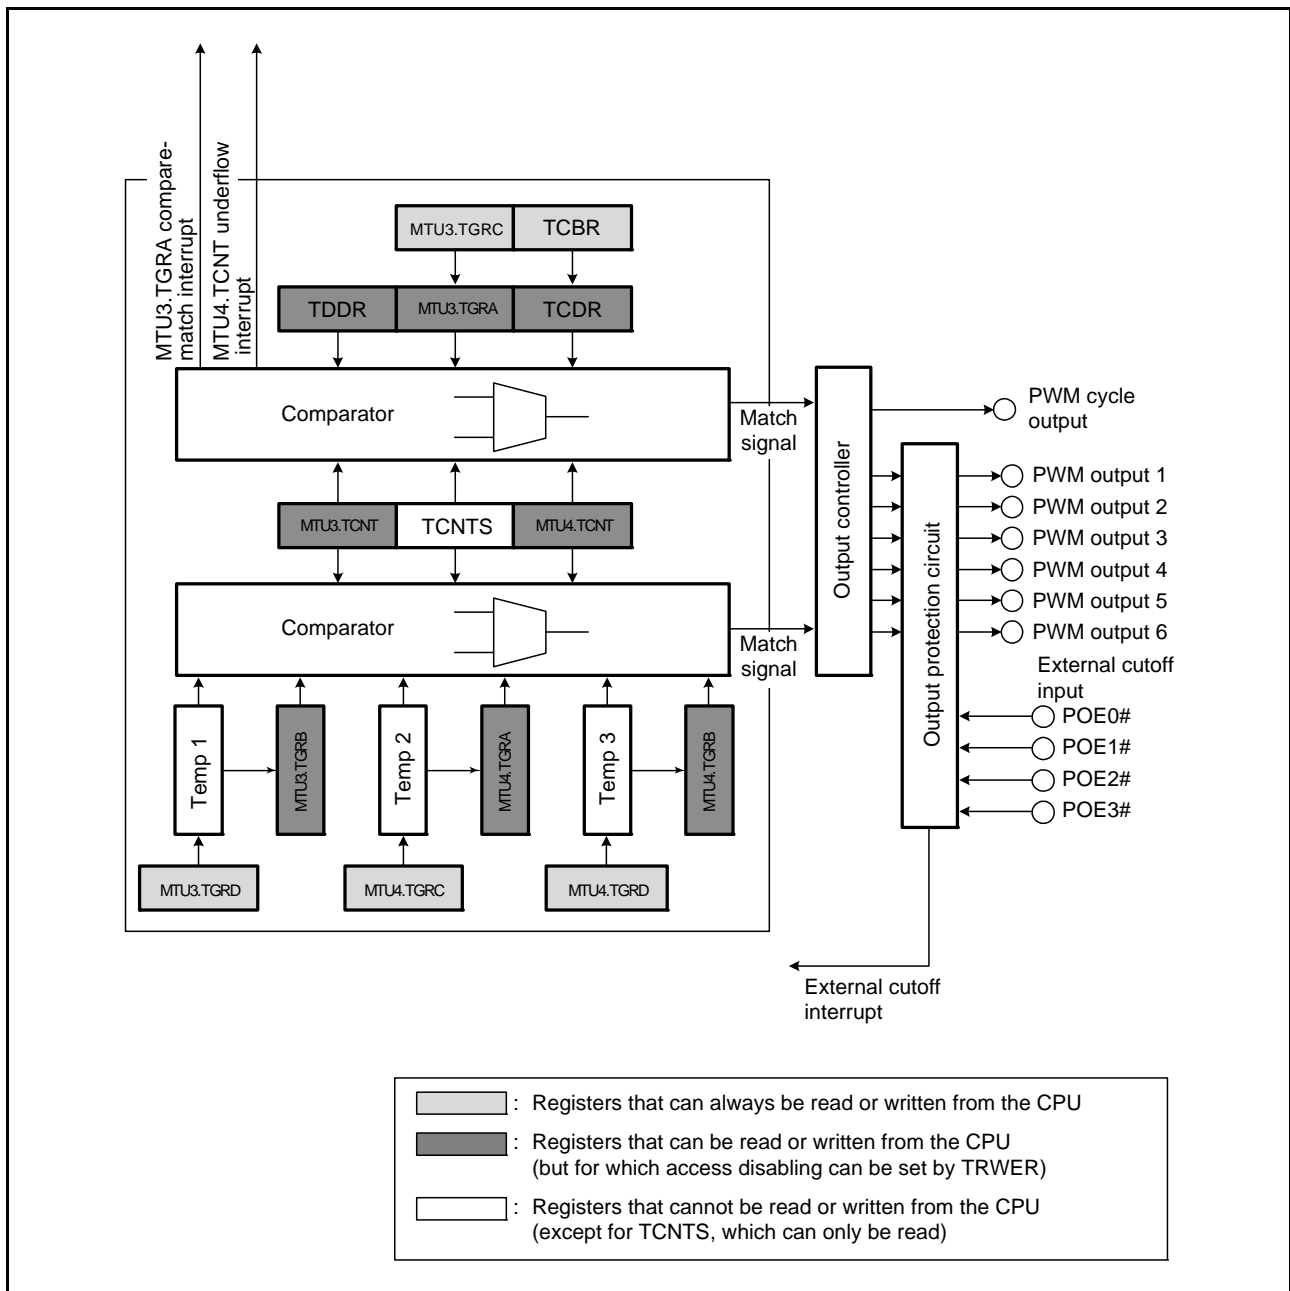 MTU3.TGRA compare-
match interrupt
MTU4.TCNT underflow
interrupt
MTU3.TGRC
TCBR
TDDR
MTU3.TGRA
TCDR
Comparator
Match
signal
PWM cycle
output
MTU3.TCNT
TCNTS
MTU4.TCNT
Output controller
Output protection circuit
PWM output 1
PWM output 2
PWM output 3
PWM output 4
PWM output 5
PWM output 6
Comparator
Match
signal
External cutoff
input
POE0#
POE1#
POE2#
POE3#
Temp 1
MTU3.TGRB
Temp 2
MTU4.TGRA
Temp 3
MTU4.TGRB
MTU3.TGRD
MTU4.TGRC
MTU4.TGRD
External cutoff
interrupt
: Registers that can always be read or written from the CPU
: Registers that can be read or written from the CPU
(but for which access disabling can be set by TRWER)
: Registers that cannot be read or written from the CPU
(except for TCNTS, which can only be read)